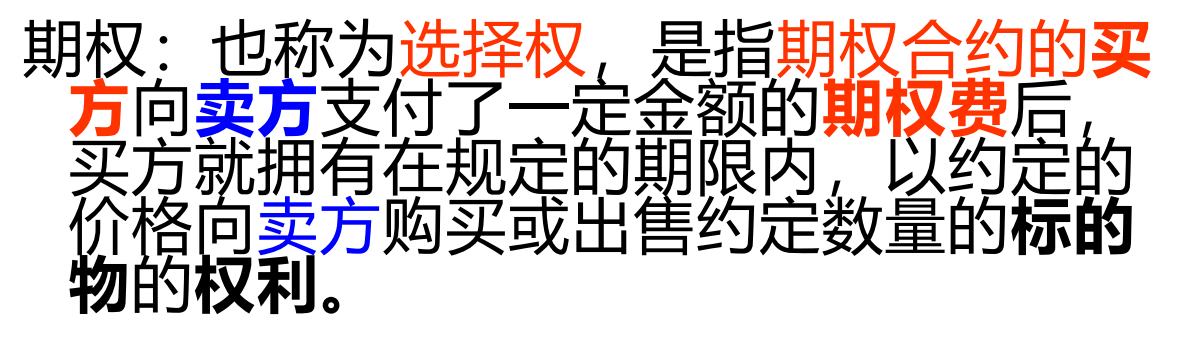 期权：也称为选择权，是指期权合约的买
方向卖方支付了一定金额的期权费后，
买方就拥有在规定的期限内，以约定的
价格向卖方购买或出售约定数量的标的
物的权利。